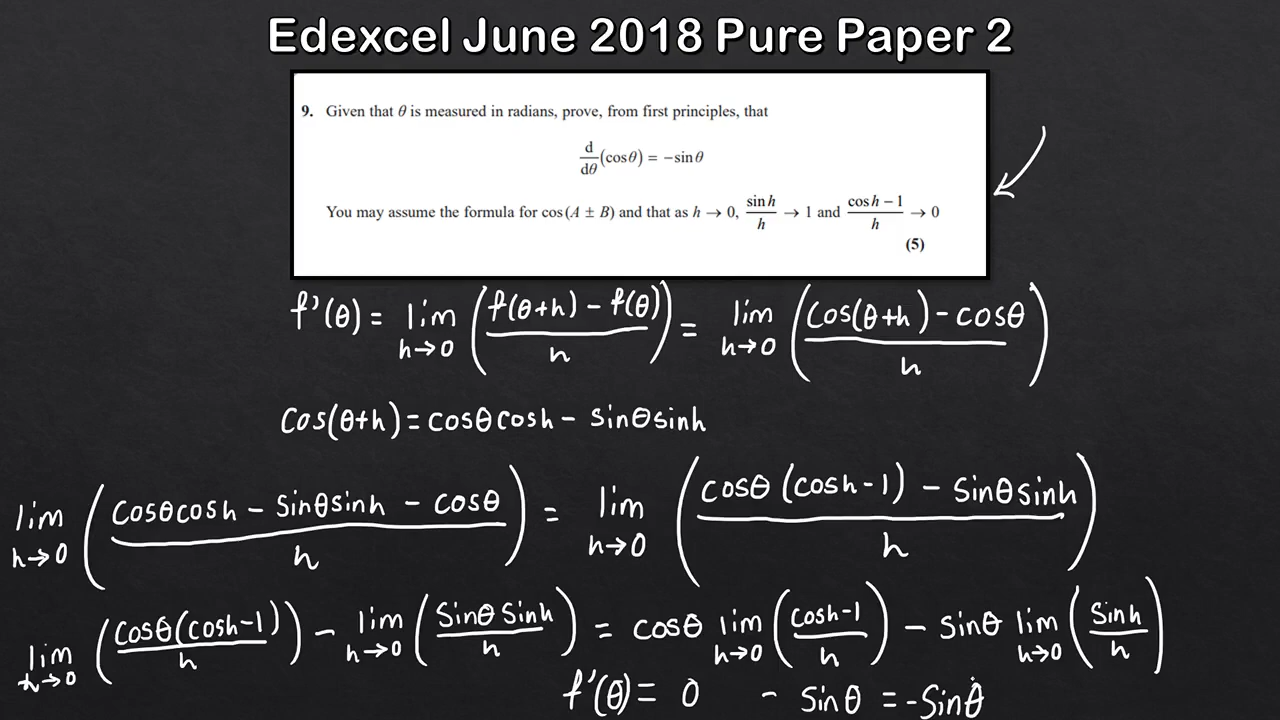 Edexcel June 2018 Pure Paper 2
9. Given that θ is measured in radians, prove, from first principles, that
d/dθ (cosθ) = −sinθ
You may assume the formula for cos(A ± B) and that as h → 0, sin h/h → 1 and cos h − 1/h → 0
(5)
f'(θ) = lim h→0 (f(θ+h) − f(θ)/h) = lim h→0 (cos(θ+h) − cosθ/h)
cos(θ+h) = cosθcosh − sinθsinh
lim h→0 (cosθcosh − sinθsinh − cosθ/h) = lim h→0 (cosθ(cosh−1) − sinθsinh/h)
lim h→0 (cosθ(cosh−1)/h) − lim h→0 (sinθsinh/h) = cosθ lim h→0 (cosh−1/h) − sinθ lim h→0 (sinh/h)
f'(θ) = 0 − sinθ = −sinθ